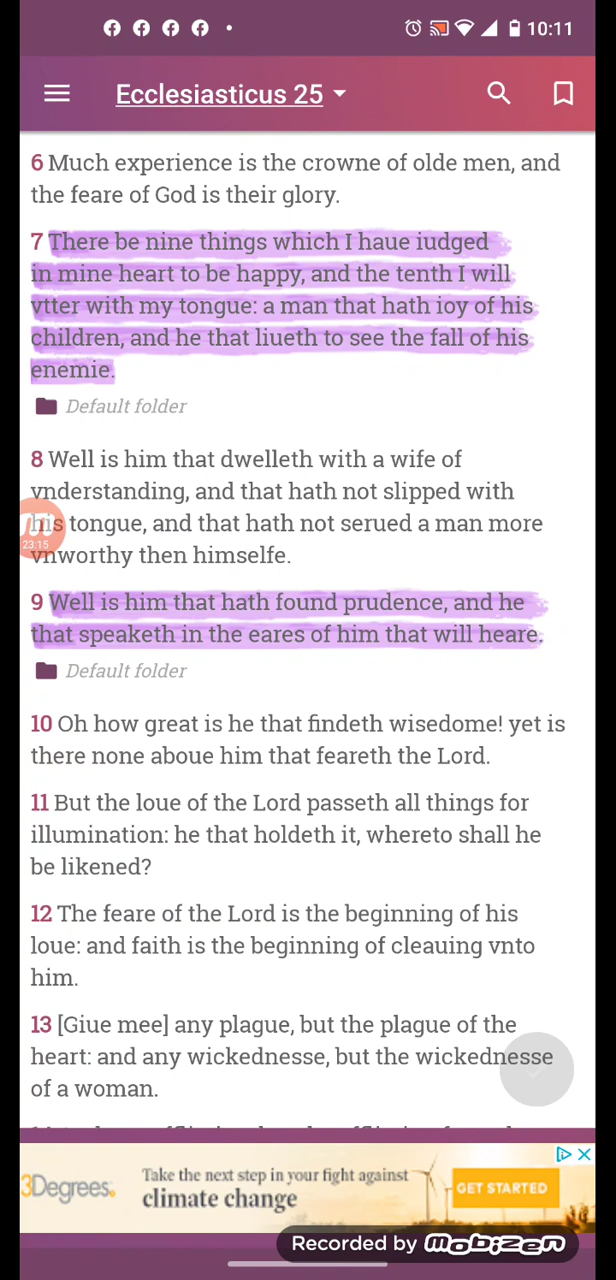 10:11
Ecclesiasticus 25
6 Much experience is the crowne of olde men, and
the feare of God is their glory.
7 There be nine things which I haue iudged
in mine heart to be happy, and the tenth I will
vtter with my tongue: a man that hath ioy of his
children, and he that liueth to see the fall of his
enemie.
Default folder
8 Well is him that dwelleth with a wife of
vnderstanding, and that hath not slipped with
his tongue, and that hath not serued a man more
23:15
vnworthy then himselfe.
9 Well is him that hath found prudence, and he
that speaketh in the eares of him that will heare.
Default folder
10 Oh how great is he that findeth wisedome! yet is
there none aboue him that feareth the Lord.
11 But the loue of the Lord passeth all things for
illumination: he that holdeth it, whereto shall he
be likened?
12 The feare of the Lord is the beginning of his
loue: and faith is the beginning of cleauing vnto
him.
13 [Giue mee] any plague, but the plague of the
heart: and any wickednesse, but the wickednesse
of a woman.
3Degrees.
Take the next step in your fight against
climate change
GET STARTED
Recorded by mobizen